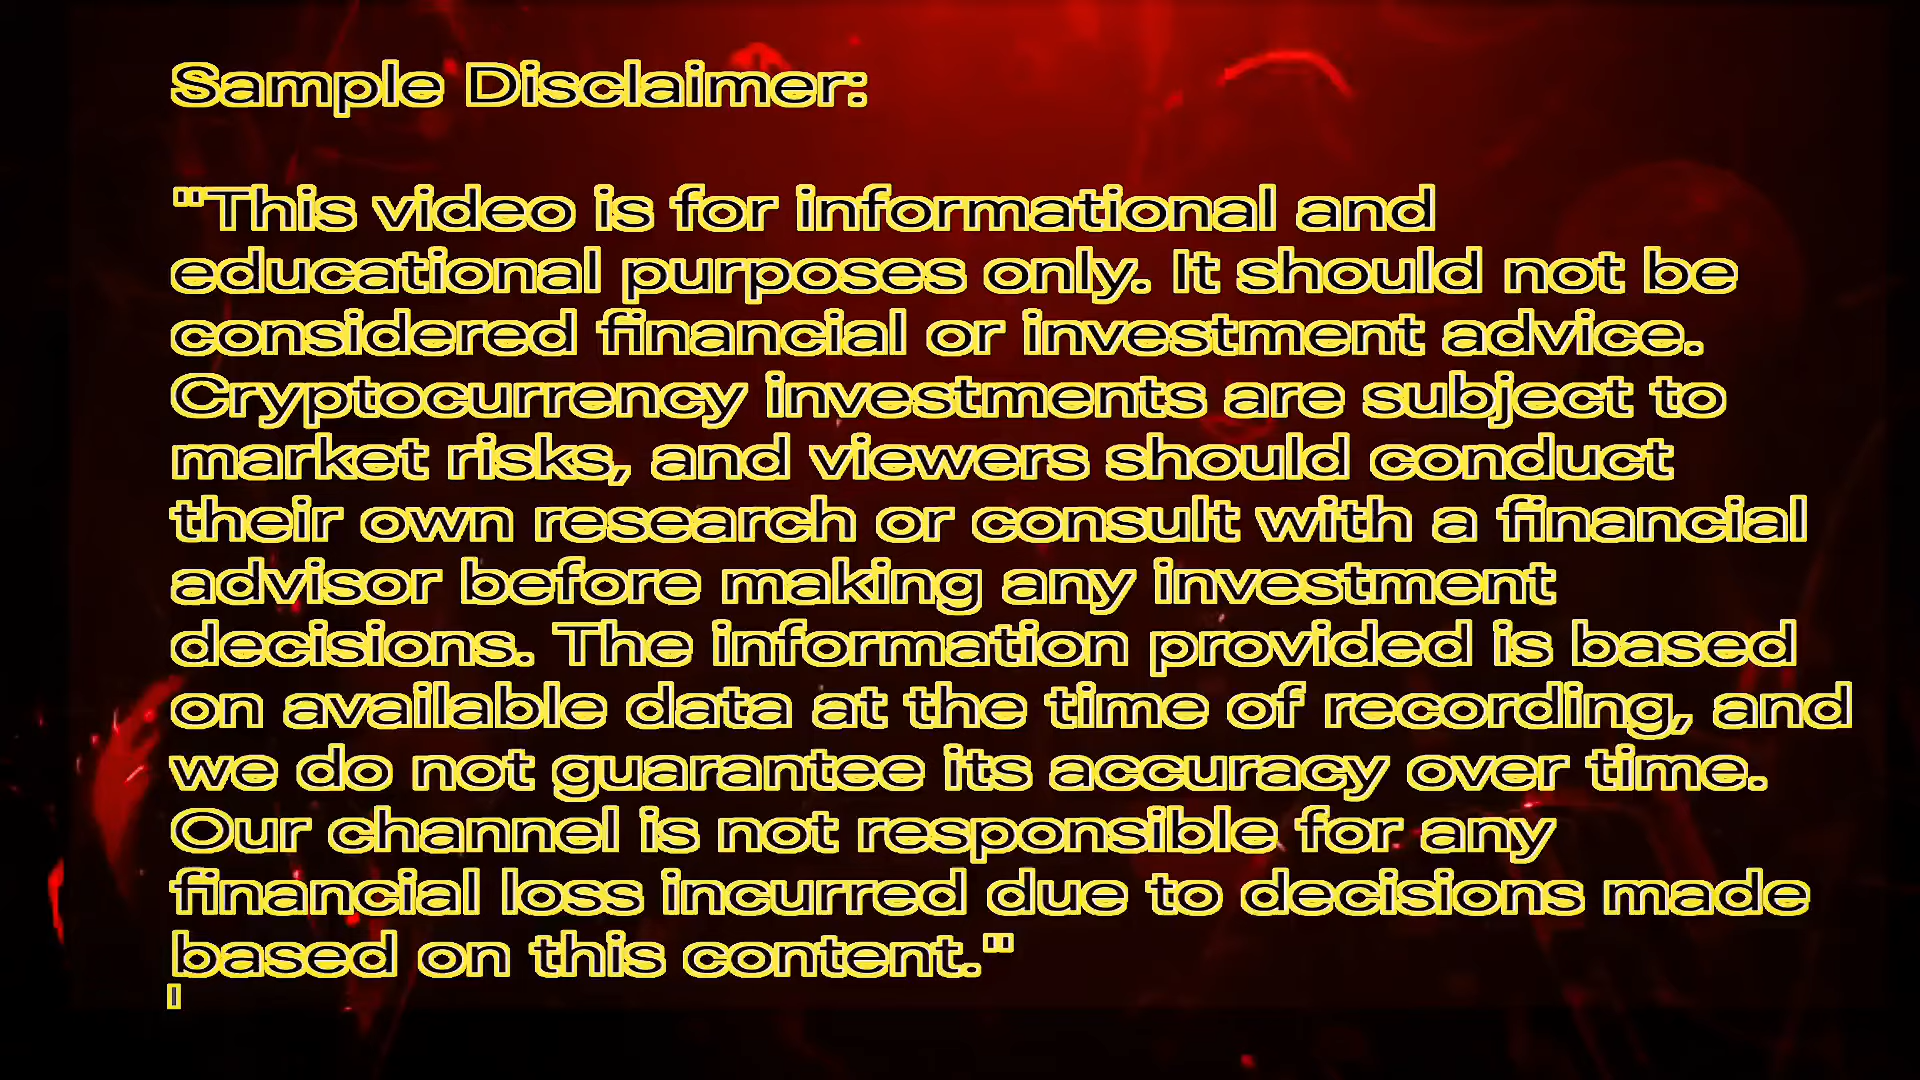 Sample Disclaimer:
"This video is for informational and
educational purposes only. It should not be
considered financial or investment advice.
Cryptocurrency investments are subject to
market risks, and viewers should conduct
their own research or consult with a financial
advisor before making any investment
decisions. The information provided is based
on available data at the time of recording, and
we do not guarantee its accuracy over time.
Our channel is not responsible for any
financial loss incurred due to decisions made
based on this content."